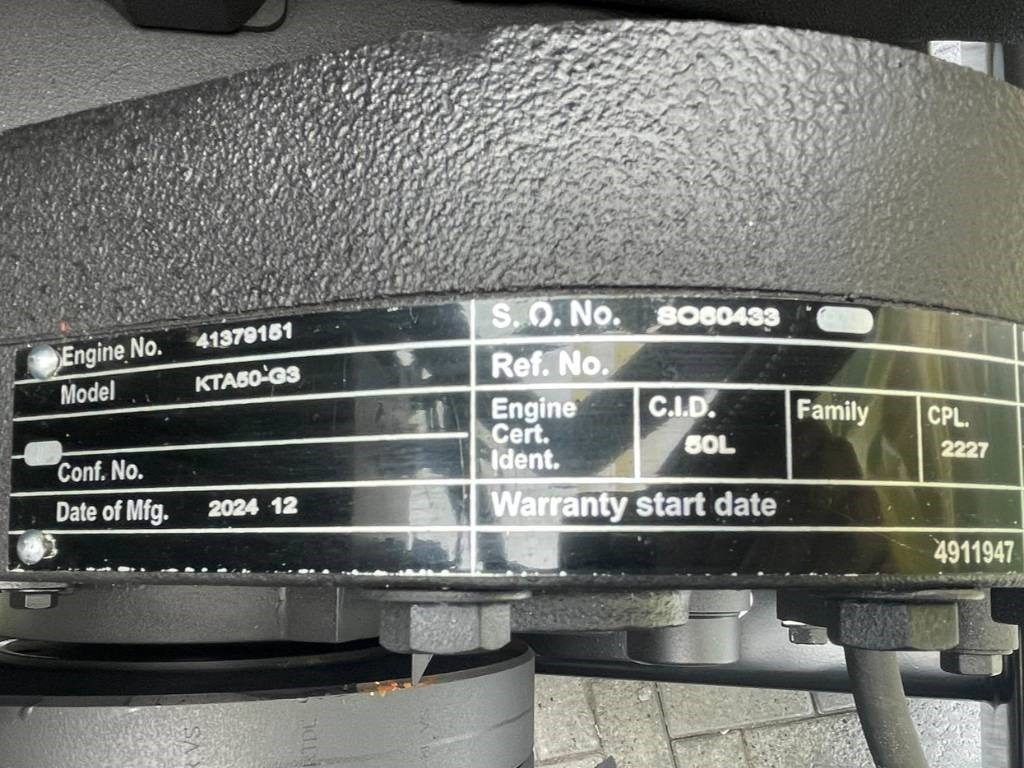 Engine No. 41379151
Model KTA50-G3
Conf. No.
Date of Mfg. 2024 12
S. O. No. SO60433
Ref. No.
Engine Cert. Ident.
C.I.D. 50L
Family
CPL. 2227
Warranty start date
4911947